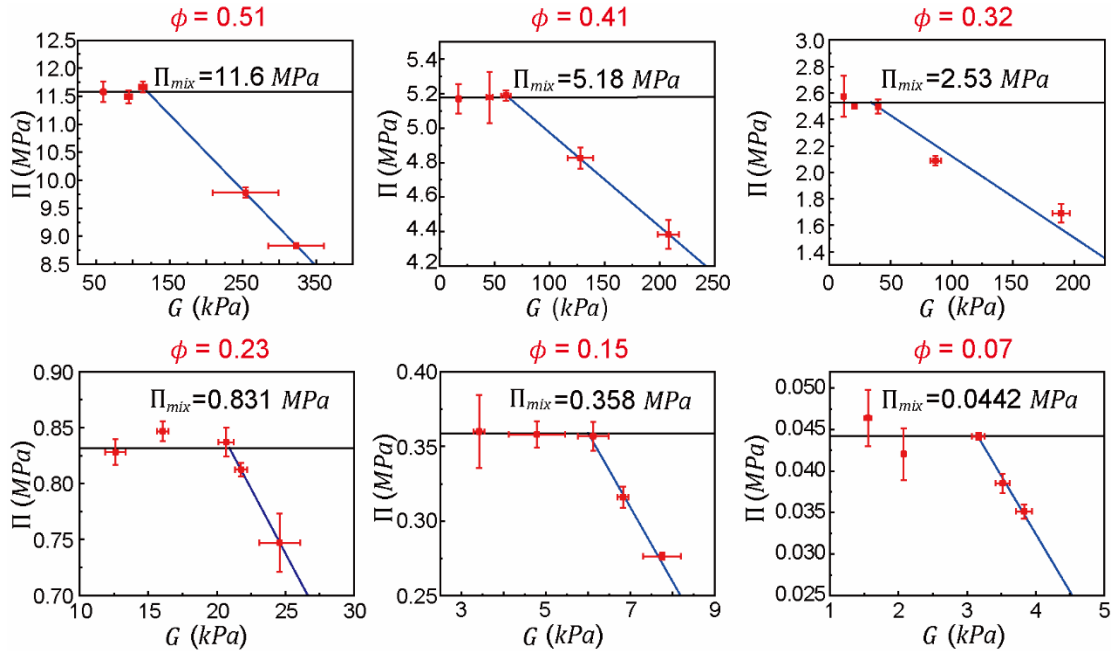 ϕ = 0.51
12.5
12.0
11.5
11.0
10.5
10.0
9.5
9.0
8.5
Π (MPa)
Π_mix=11.6 MPa
50
150
250
350
G (kPa)
ϕ = 0.41
5.4
5.2
5.0
4.8
4.6
4.4
4.2
Π (MPa)
Π_mix=5.18 MPa
0
50
100
150
200
250
G (kPa)
ϕ = 0.32
3.0
2.8
2.6
2.4
2.2
2.0
1.8
1.6
1.4
Π (MPa)
Π_mix=2.53 MPa
0
50
100
150
200
G (kPa)
ϕ = 0.23
0.90
0.85
0.80
0.75
0.70
Π (MPa)
Π_mix=0.831 MPa
10
15
20
25
30
G (kPa)
ϕ = 0.15
0.40
0.35
0.30
0.25
Π (MPa)
Π_mix=0.358 MPa
3
5
7
9
G (kPa)
ϕ = 0.07
0.050
0.045
0.040
0.035
0.030
0.025
Π (MPa)
Π_mix=0.0442 MPa
1
2
3
4
5
G (kPa)